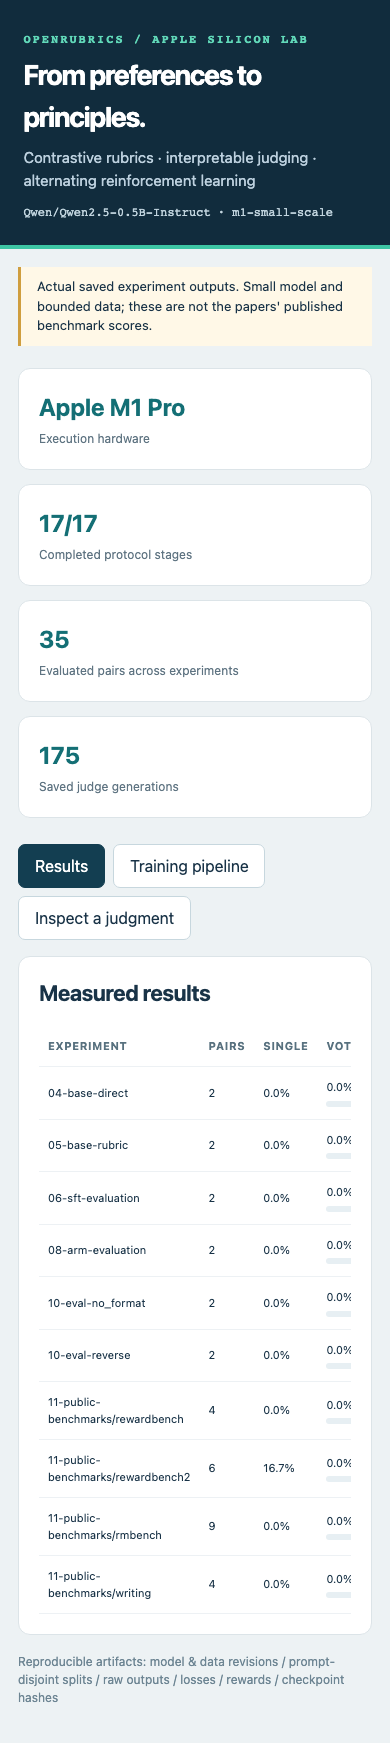 OPENRUBRICS / APPLE SILICON LAB
From preferences to
principles.
Contrastive rubrics · interpretable judging ·
alternating reinforcement learning
Qwen/Qwen2.5-0.5B-Instruct · m1-small-scale
Actual saved experiment outputs. Small model and
bounded data; these are not the papers' published
benchmark scores.
Apple M1 Pro
Execution hardware
17/17
Completed protocol stages
35
Evaluated pairs across experiments
175
Saved judge generations
Results Training pipeline
Inspect a judgment
Measured results
EXPERIMENT PAIRS SINGLE VOT
04-base-direct 2 0.0% 0.0%
05-base-rubric 2 0.0% 0.0%
06-sft-evaluation 2 0.0% 0.0%
08-arm-evaluation 2 0.0% 0.0%
10-eval-no_format 2 0.0% 0.0%
10-eval-reverse 2 0.0% 0.0%
11-public-
benchmarks/rewardbench 4 0.0% 0.0%
11-public-
benchmarks/rewardbench2 6 16.7% 0.0%
11-public-
benchmarks/rmbench 9 0.0% 0.0%
11-public-
benchmarks/writing 4 0.0% 0.0%
Reproducible artifacts: model & data revisions / prompt-
disjoint splits / raw outputs / losses / rewards / checkpoint
hashes